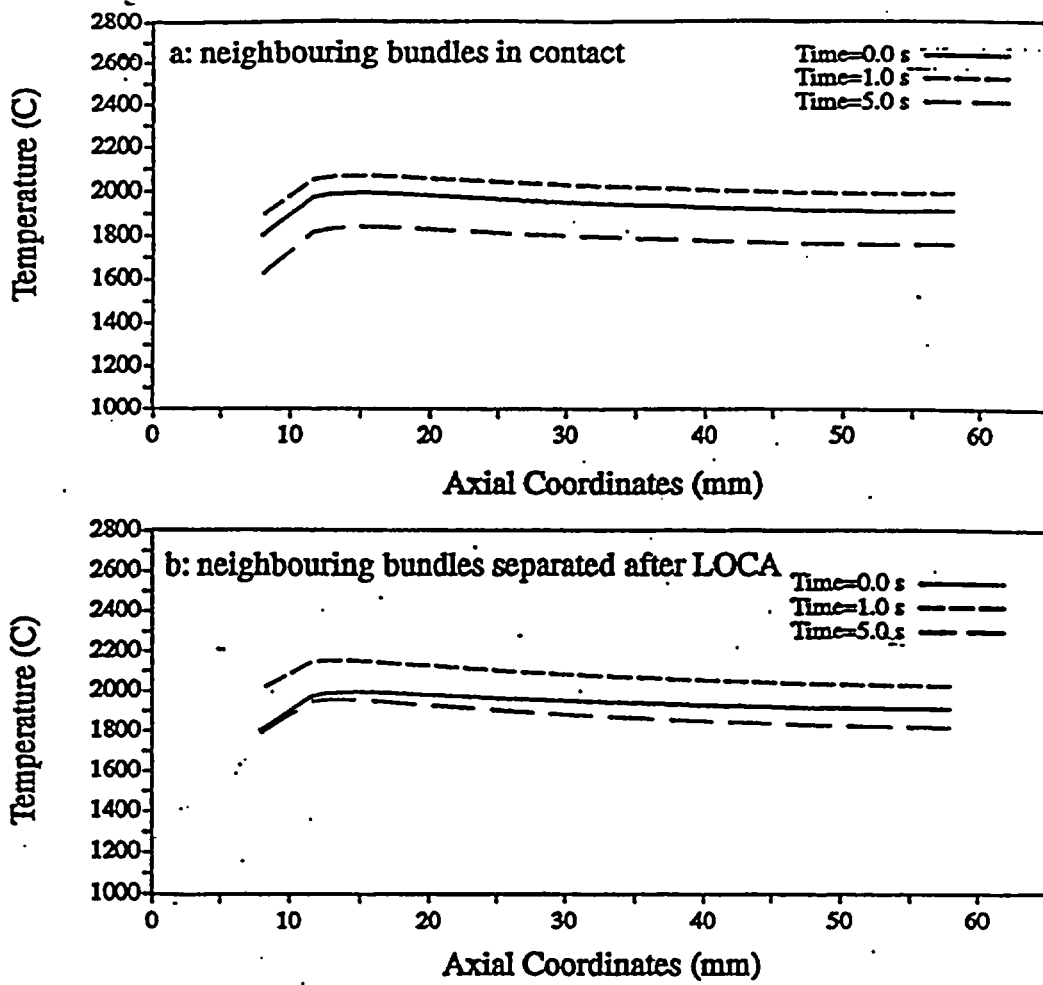 2800
2600
2400
2200
2000
1800
1600
1400
1200
1000
Temperature (C)
a: neighbouring bundles in contact
Time=0.0 s
Time=1.0 s
Time=5.0 s
0 10 20 30 40 50 60
Axial Coordinates (mm)
2800
2600
2400
2200
2000
1800
1600
1400
1200
1000
Temperature (C)
b: neighbouring bundles separated after LOCA
Time=0.0 s
Time=1.0 s
Time=5.0 s
0 10 20 30 40 50 60
Axial Coordinates (mm)